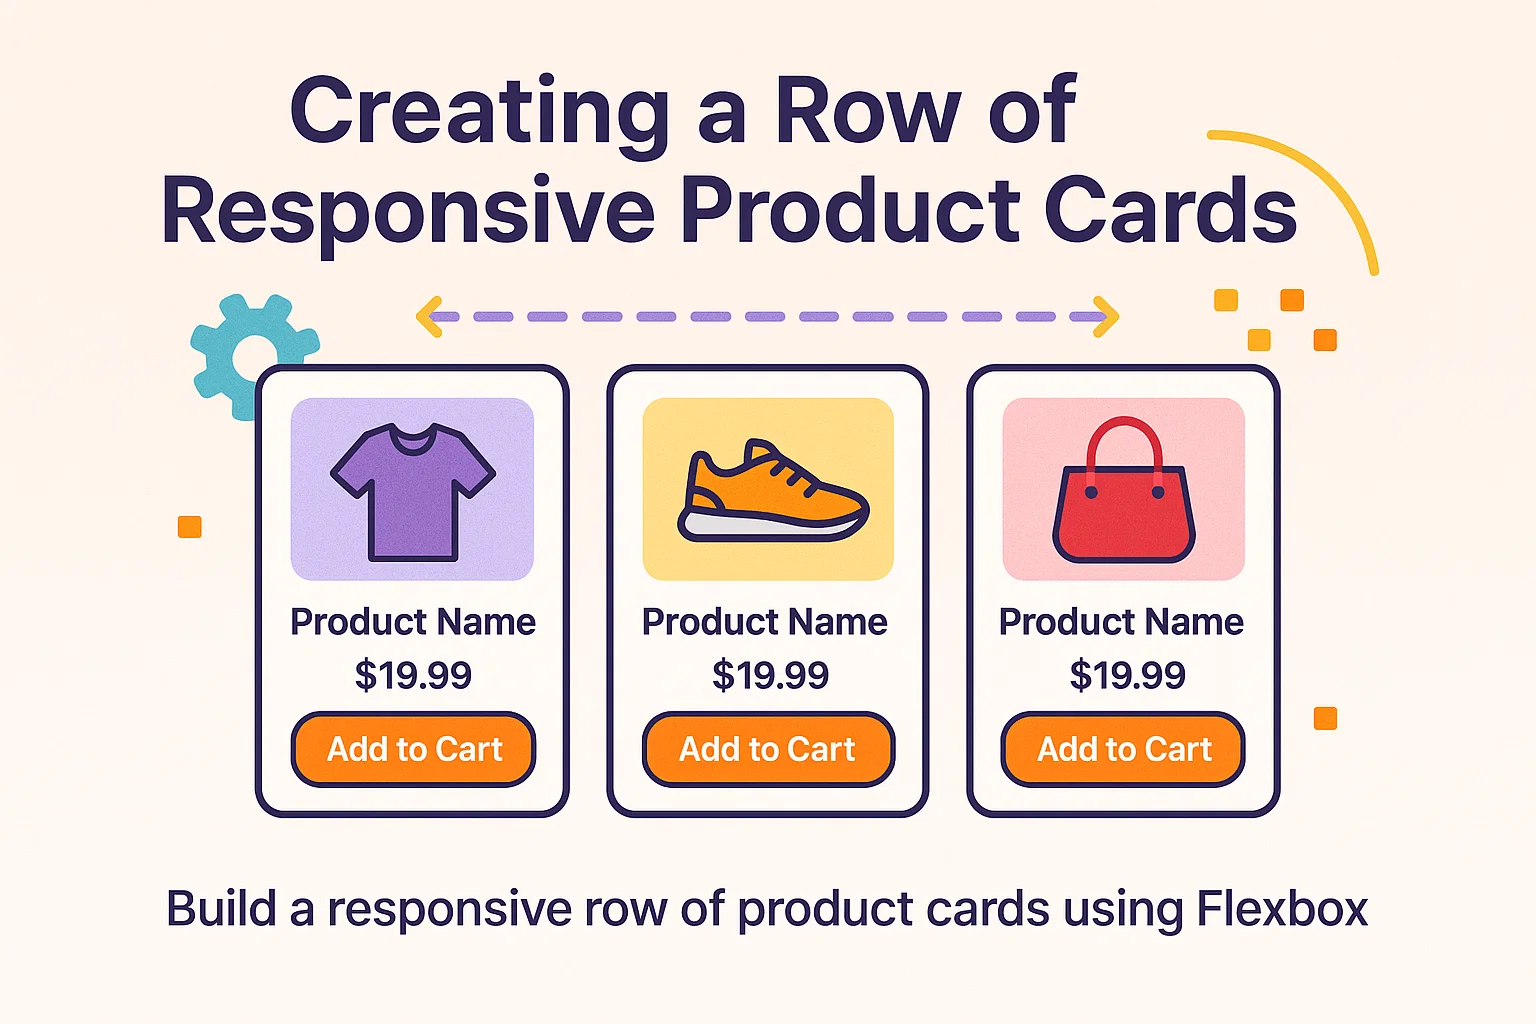 Creating a Row of
Responsive Product Cards
Product Name
$19.99
Add to Cart
Product Name
$19.99
Add to Cart
Product Name
$19.99
Add to Cart
Build a responsive row of product cards using Flexbox